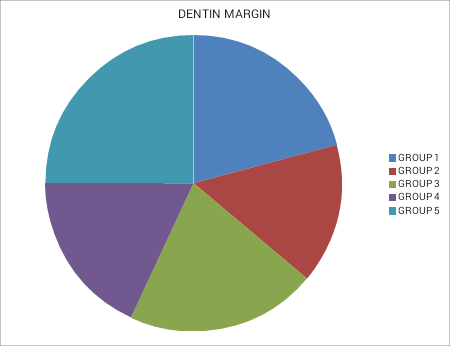 DENTIN MARGIN
GROUP 1
GROUP 2
GROUP 3
GROUP 4
GROUP 5